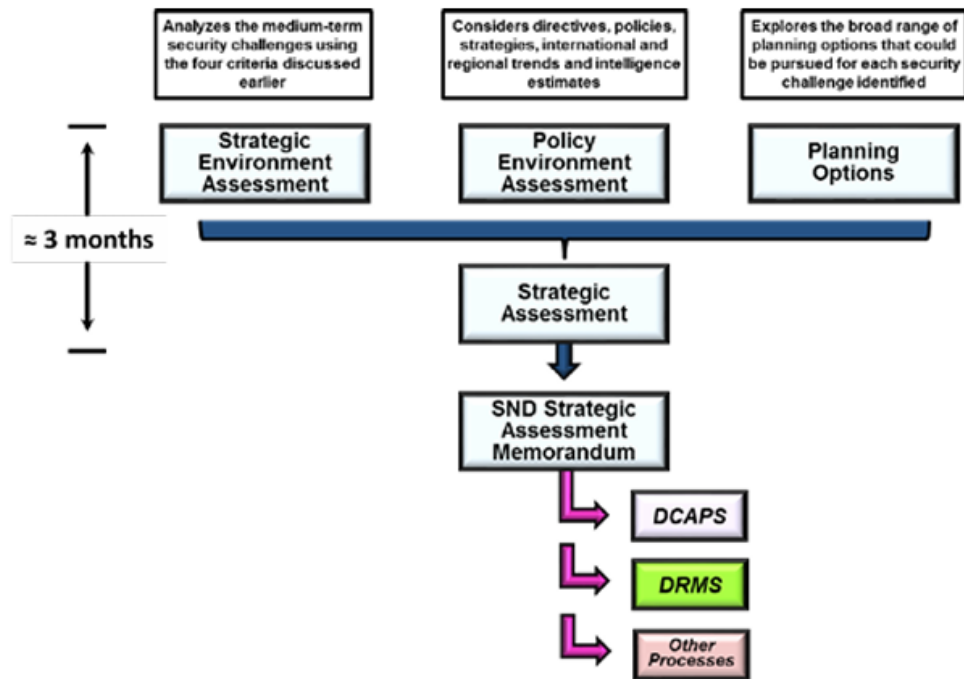 Analyzes the medium-term
security challenges using
the four criteria discussed
earlier
Considers directives, policies,
strategies, international and
regional trends and intelligence
estimates
Explores the broad range of
planning options that could
be pursued for each security
challenge identified
Strategic
Environment
Assessment
Policy
Environment
Assessment
Planning
Options
≈ 3 months
Strategic
Assessment
SND Strategic
Assessment
Memorandum
DCAPS
DRMS
Other
Processes